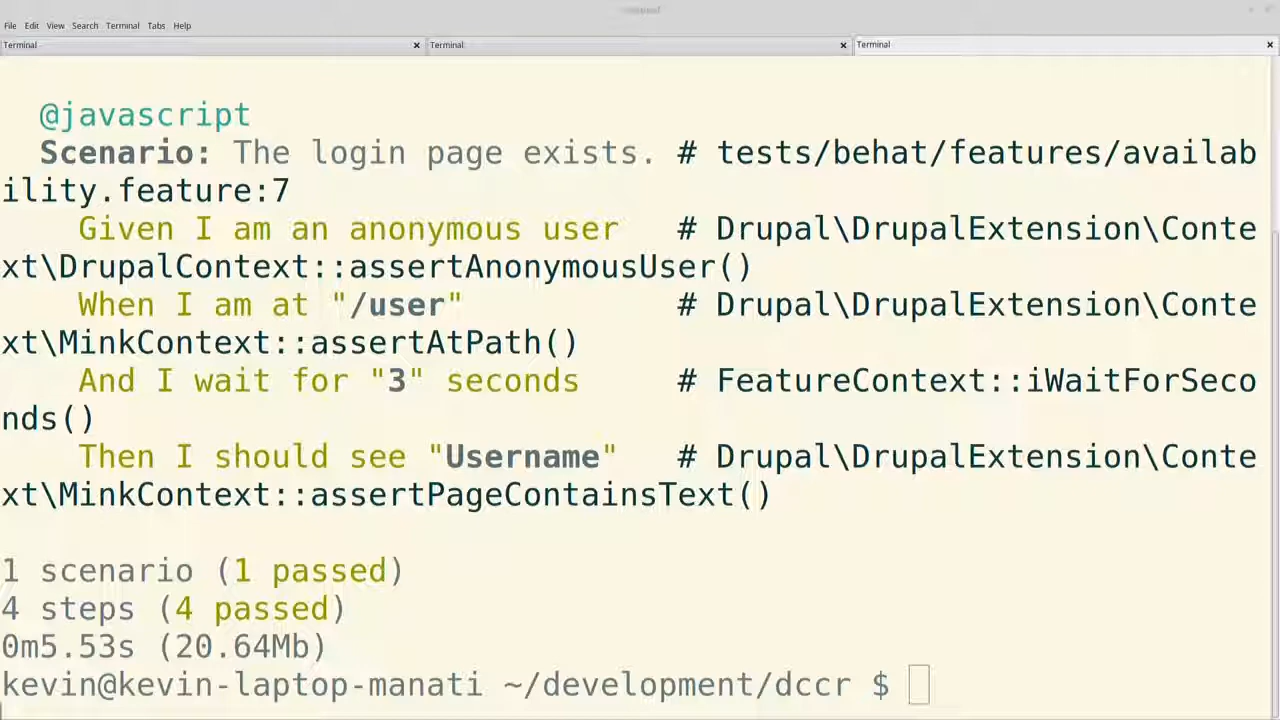 File Edit View Search Terminal Tabs Help
Terminal × Terminal × Terminal ×
@javascript
Scenario: The login page exists. # tests/behat/features/availab
ility.feature:7
Given I am an anonymous user # Drupal\DrupalExtension\Conte
xt\DrupalContext::assertAnonymousUser()
When I am at "/user" # Drupal\DrupalExtension\Conte
xt\MinkContext::assertAtPath()
And I wait for "3" seconds # FeatureContext::iWaitForSeco
nds()
Then I should see "Username" # Drupal\DrupalExtension\Conte
xt\MinkContext::assertPageContainsText()
1 scenario (1 passed)
4 steps (4 passed)
0m5.53s (20.64Mb)
kevin@kevin-laptop-manati ~/development/dccr $